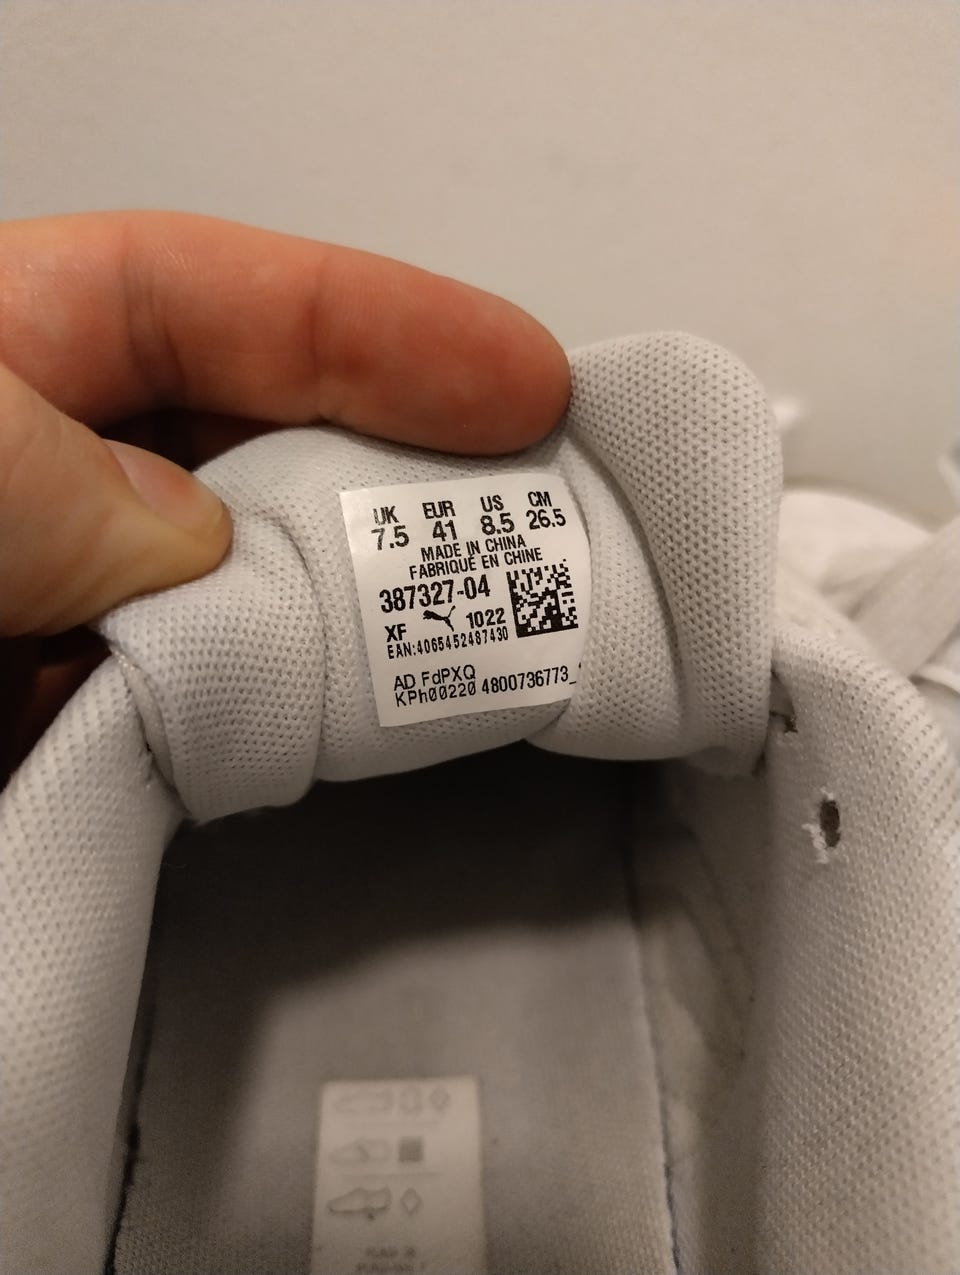 UK EUR US CM
7.5 41 8.5 26.5
MADE IN CHINA
FABRIQUÉ EN CHINE
387327-04
XF 1022
EAN:4065452487430
AD FdPXQ
KPh00220 4800736773_